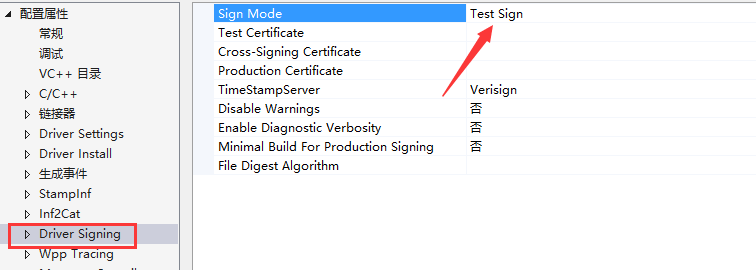 配置属性
常规
调试
VC++ 目录
C/C++
链接器
Driver Settings
Driver Install
生成事件
StampInf
Inf2Cat
Driver Signing
Wpp Tracing
Sign Mode Test Sign
Test Certificate
Cross-Signing Certificate
Production Certificate
TimeStampServer Verisign
Disable Warnings 否
Enable Diagnostic Verbosity 否
Minimal Build For Production Signing 否
File Digest Algorithm